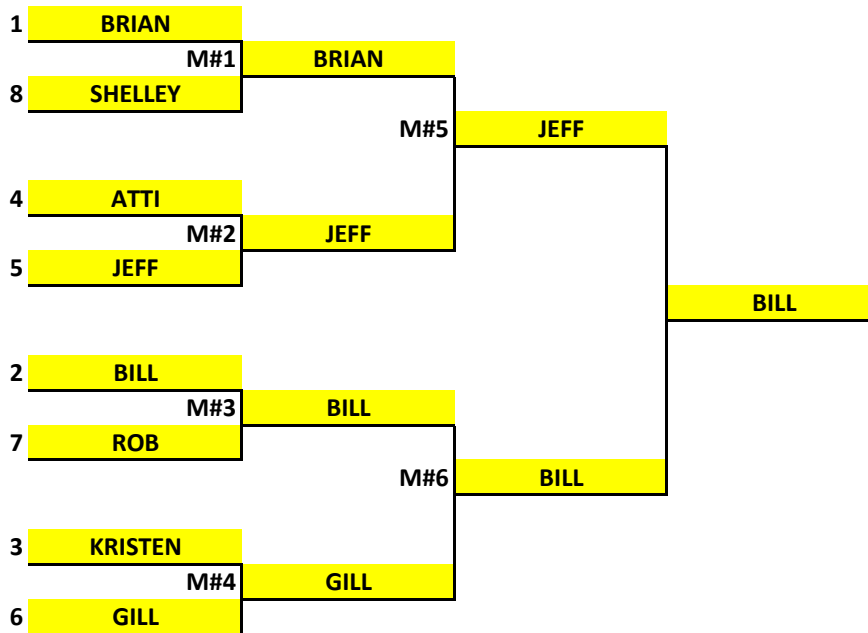 1 BRIAN
M#1 BRIAN
8 SHELLEY
M#5 JEFF
4 ATTI
M#2 JEFF
5 JEFF
BILL
2 BILL
M#3 BILL
7 ROB
M#6 BILL
3 KRISTEN
M#4 GILL
6 GILL